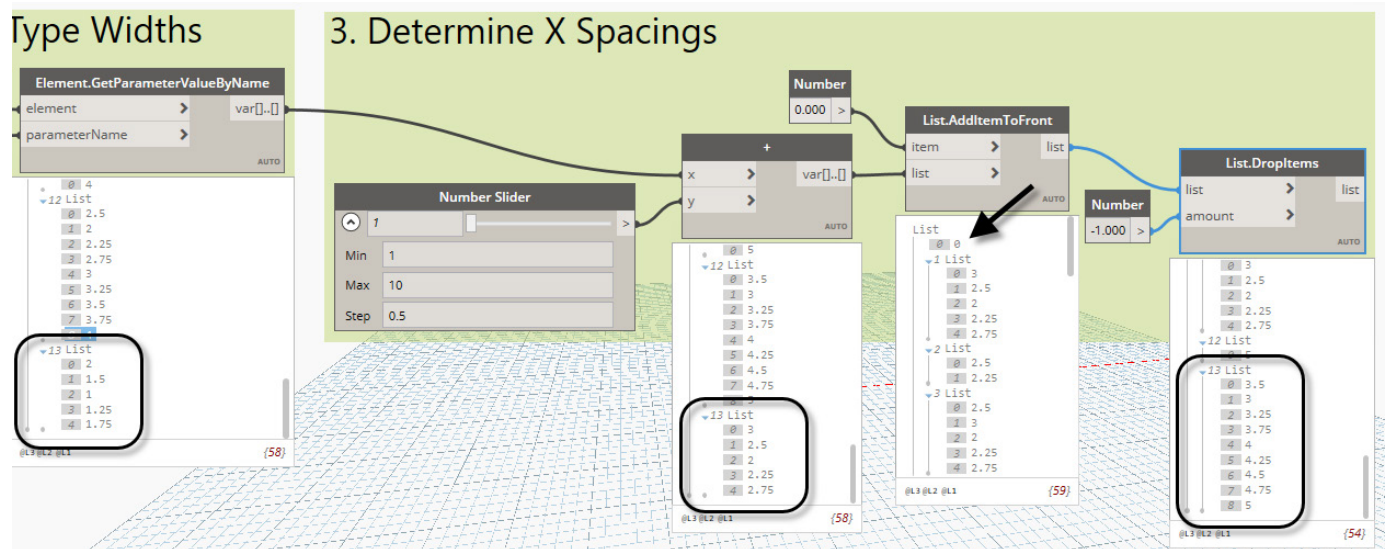 Type Widths
3. Determine X Spacings
Element.GetParameterValueByName
element > var[]..[]
parameterName >
AUTO
0 4
12 List
0 2.5
1 2
2 2.25
3 2.75
4 3
5 3.25
6 3.5
7 3.75
13 List
0 2
1 1.5
2 1
3 1.25
4 1.75
@L3 @L2 @L1 {58}
Number Slider
1 >
Min 1
Max 10
Step 0.5
+
x > var[]..[]
y >
AUTO
0 5
12 List
0 3.5
1 3
2 3.25
3 3.75
4 4
5 4.25
6 4.5
7 4.75
8 5
13 List
0 3
1 2.5
2 2
3 2.25
4 2.75
@L3 @L2 @L1 {58}
Number
0.000 >
List.AddItemToFront
item > list
list >
AUTO
List
0 0
1 List
0 3
1 2.5
2 2
3 2.25
4 2.75
2 List
0 2.5
1 2.25
3 List
0 2.5
1 3
2 2
3 2.25
4 2.75
@L3 @L2 @L1 {59}
Number
-1.000 >
List.DropItems
list > list
amount >
AUTO
0 3
1 2.5
2 2
3 2.25
4 2.75
12 List
0 5
13 List
0 3.5
1 3
2 3.25
3 3.75
4 4
5 4.25
6 4.5
7 4.75
8 5
@L3 @L2 @L1 {54}